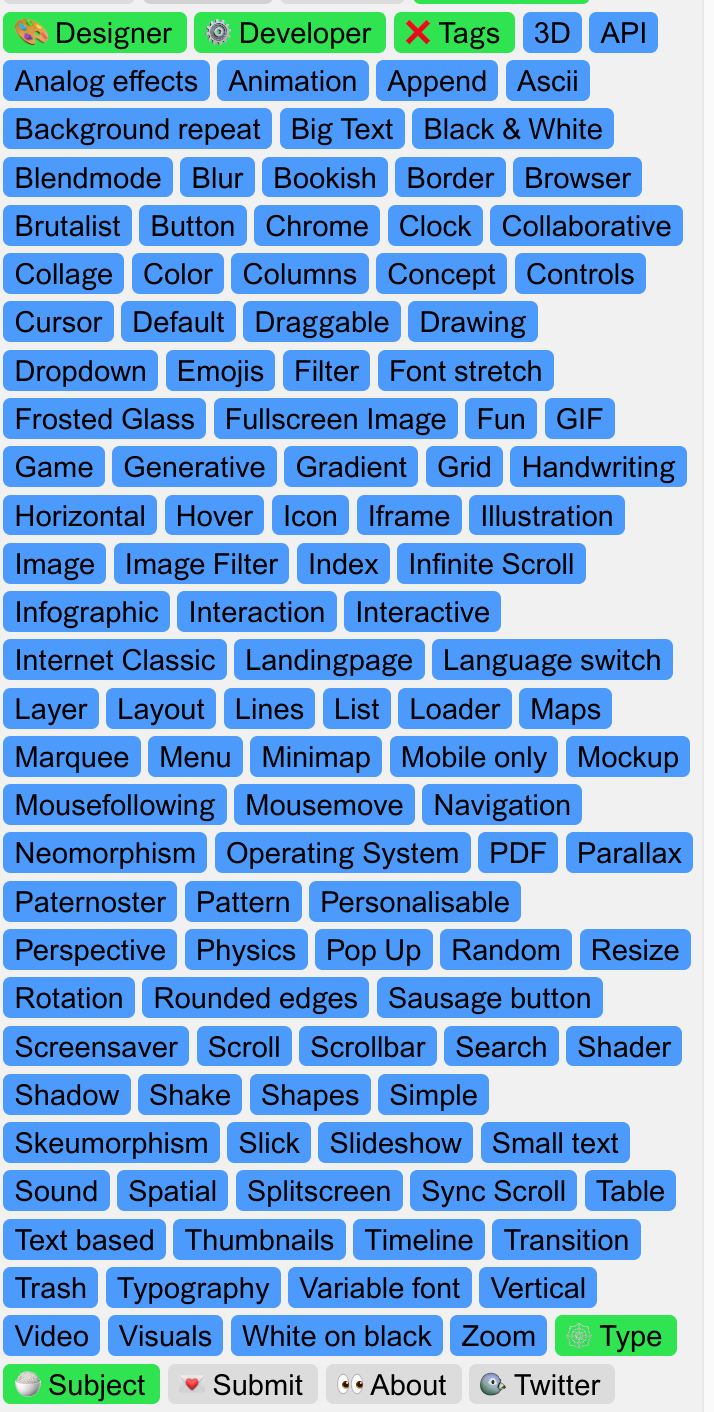 Designer Developer Tags 3D API
Analog effects Animation Append Ascii
Background repeat Big Text Black & White
Blendmode Blur Bookish Border Browser
Brutalist Button Chrome Clock Collaborative
Collage Color Columns Concept Controls
Cursor Default Draggable Drawing
Dropdown Emojis Filter Font stretch
Frosted Glass Fullscreen Image Fun GIF
Game Generative Gradient Grid Handwriting
Horizontal Hover Icon Iframe Illustration
Image Image Filter Index Infinite Scroll
Infographic Interaction Interactive
Internet Classic Landingpage Language switch
Layer Layout Lines List Loader Maps
Marquee Menu Minimap Mobile only Mockup
Mousefollowing Mousemove Navigation
Neomorphism Operating System PDF Parallax
Paternoster Pattern Personalisable
Perspective Physics Pop Up Random Resize
Rotation Rounded edges Sausage button
Screensaver Scroll Scrollbar Search Shader
Shadow Shake Shapes Simple
Skeumorphism Slick Slideshow Small text
Sound Spatial Splitscreen Sync Scroll Table
Text based Thumbnails Timeline Transition
Trash Typography Variable font Vertical
Video Visuals White on black Zoom Type
Subject Submit About Twitter